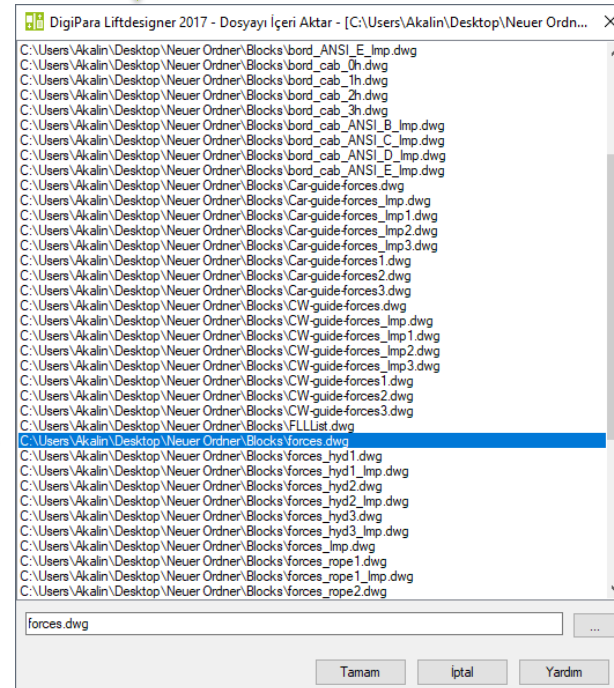 DigiPara Liftdesigner 2017 - Dosyayı İçeri Aktar - [C:\Users\Akalin\Desktop\Neuer Ordn...
C:\Users\Akalin\Desktop\Neuer Ordner\Blocks\bord_ANSI_E_Imp.dwg
C:\Users\Akalin\Desktop\Neuer Ordner\Blocks\bord_cab_0h.dwg
C:\Users\Akalin\Desktop\Neuer Ordner\Blocks\bord_cab_1h.dwg
C:\Users\Akalin\Desktop\Neuer Ordner\Blocks\bord_cab_2h.dwg
C:\Users\Akalin\Desktop\Neuer Ordner\Blocks\bord_cab_3h.dwg
C:\Users\Akalin\Desktop\Neuer Ordner\Blocks\bord_cab_ANSI_B_Imp.dwg
C:\Users\Akalin\Desktop\Neuer Ordner\Blocks\bord_cab_ANSI_C_Imp.dwg
C:\Users\Akalin\Desktop\Neuer Ordner\Blocks\bord_cab_ANSI_D_Imp.dwg
C:\Users\Akalin\Desktop\Neuer Ordner\Blocks\bord_cab_ANSI_E_Imp.dwg
C:\Users\Akalin\Desktop\Neuer Ordner\Blocks\Car-guide-forces.dwg
C:\Users\Akalin\Desktop\Neuer Ordner\Blocks\Car-guide-forces_Imp.dwg
C:\Users\Akalin\Desktop\Neuer Ordner\Blocks\Car-guide-forces_Imp1.dwg
C:\Users\Akalin\Desktop\Neuer Ordner\Blocks\Car-guide-forces_Imp2.dwg
C:\Users\Akalin\Desktop\Neuer Ordner\Blocks\Car-guide-forces_Imp3.dwg
C:\Users\Akalin\Desktop\Neuer Ordner\Blocks\Car-guide-forces1.dwg
C:\Users\Akalin\Desktop\Neuer Ordner\Blocks\Car-guide-forces2.dwg
C:\Users\Akalin\Desktop\Neuer Ordner\Blocks\Car-guide-forces3.dwg
C:\Users\Akalin\Desktop\Neuer Ordner\Blocks\CW-guide-forces.dwg
C:\Users\Akalin\Desktop\Neuer Ordner\Blocks\CW-guide-forces_Imp.dwg
C:\Users\Akalin\Desktop\Neuer Ordner\Blocks\CW-guide-forces_Imp1.dwg
C:\Users\Akalin\Desktop\Neuer Ordner\Blocks\CW-guide-forces_Imp2.dwg
C:\Users\Akalin\Desktop\Neuer Ordner\Blocks\CW-guide-forces_Imp3.dwg
C:\Users\Akalin\Desktop\Neuer Ordner\Blocks\CW-guide-forces1.dwg
C:\Users\Akalin\Desktop\Neuer Ordner\Blocks\CW-guide-forces2.dwg
C:\Users\Akalin\Desktop\Neuer Ordner\Blocks\CW-guide-forces3.dwg
C:\Users\Akalin\Desktop\Neuer Ordner\Blocks\FLLList.dwg
C:\Users\Akalin\Desktop\Neuer Ordner\Blocks\forces.dwg
C:\Users\Akalin\Desktop\Neuer Ordner\Blocks\forces_hyd1.dwg
C:\Users\Akalin\Desktop\Neuer Ordner\Blocks\forces_hyd1_Imp.dwg
C:\Users\Akalin\Desktop\Neuer Ordner\Blocks\forces_hyd2.dwg
C:\Users\Akalin\Desktop\Neuer Ordner\Blocks\forces_hyd2_Imp.dwg
C:\Users\Akalin\Desktop\Neuer Ordner\Blocks\forces_hyd3.dwg
C:\Users\Akalin\Desktop\Neuer Ordner\Blocks\forces_hyd3_Imp.dwg
C:\Users\Akalin\Desktop\Neuer Ordner\Blocks\forces_Imp.dwg
C:\Users\Akalin\Desktop\Neuer Ordner\Blocks\forces_rope1.dwg
C:\Users\Akalin\Desktop\Neuer Ordner\Blocks\forces_rope1_Imp.dwg
C:\Users\Akalin\Desktop\Neuer Ordner\Blocks\forces_rope2.dwg
forces.dwg ...
Tamam İptal Yardım